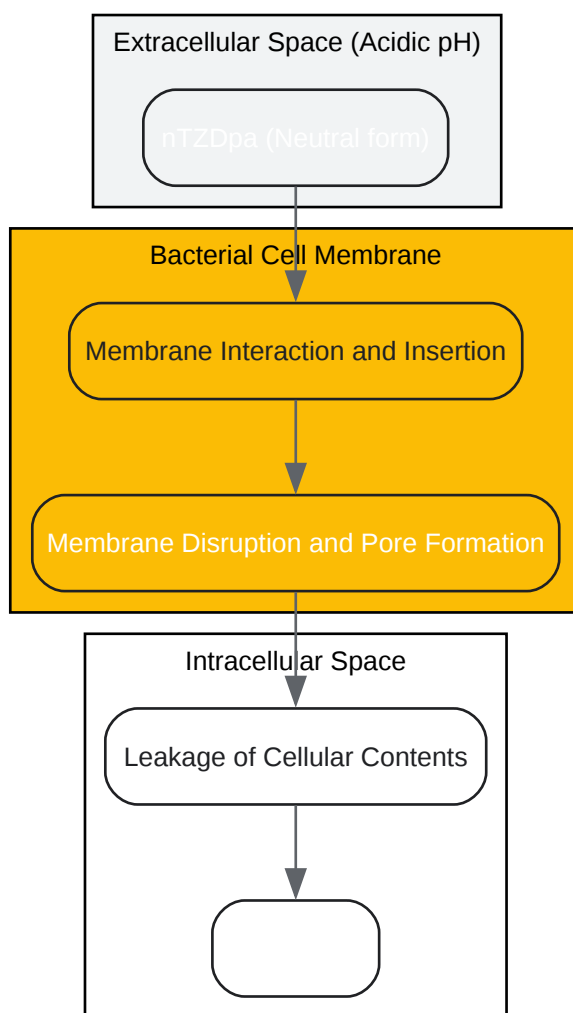 Extracellular Space (Acidic pH)
nTZDpa (Neutral form)
Bacterial Cell Membrane
Membrane Interaction and Insertion
Membrane Disruption and Pore Formation
Intracellular Space
Leakage of Cellular Contents